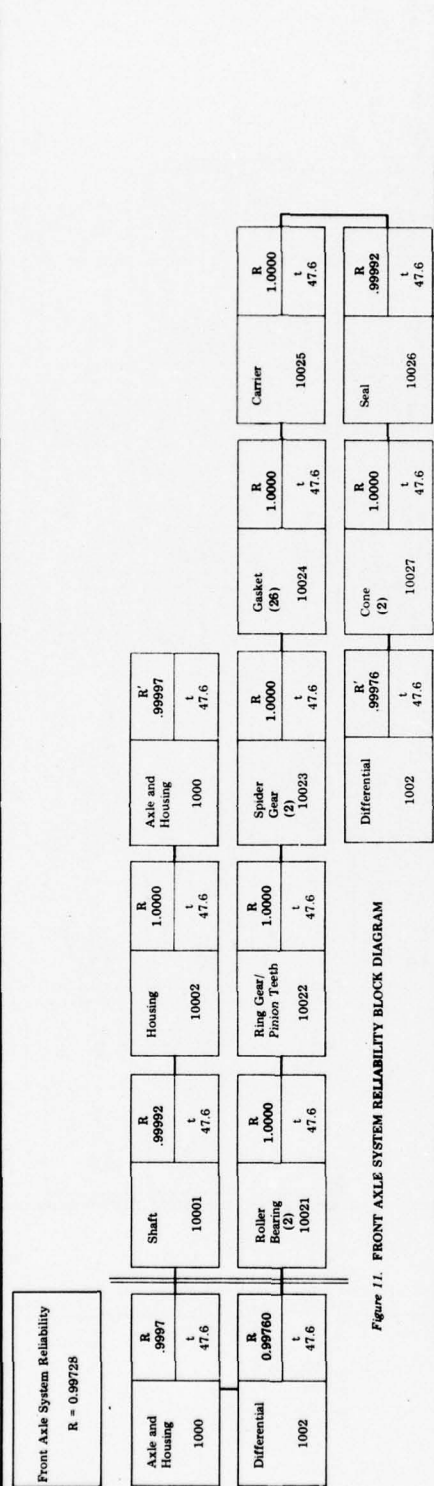 Front Axle System Reliability
R = 0.99728
Axle and
Housing
1000
R
.9997
t
47.6
Shaft
10001
R
.99992
t
47.6
Housing
10002
R
1.0000
t
47.6
Axle and
Housing
1000
R'
.99997
t
47.6
Differential
1002
R
0.99760
t
47.6
Roller
Bearing
(2)
10021
R
1.0000
t
47.6
Ring Gear/
Pinion Teeth
10022
R
1.0000
t
47.6
Spider
Gear
(2)
10023
R
1.0000
t
47.6
Gasket
(26)
10024
R
1.0000
t
47.6
Carrier
10025
R
1.0000
t
47.6
Differential
1002
R'
.99976
t
47.6
Cone
(2)
10027
R
1.0000
t
47.6
Seal
10026
R
.99992
t
47.6
Figure 11. FRONT AXLE SYSTEM RELIABILITY BLOCK DIAGRAM